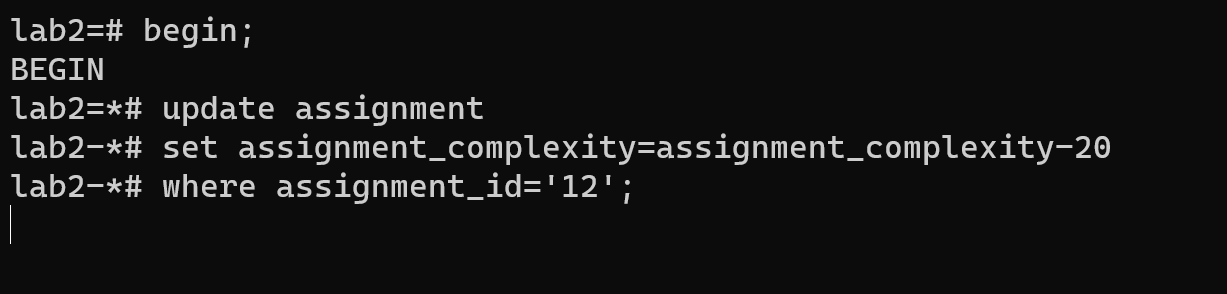 lab2=# begin;
BEGIN
lab2=*# update assignment
lab2-*# set assignment_complexity=assignment_complexity-20
lab2-*# where assignment_id='12';